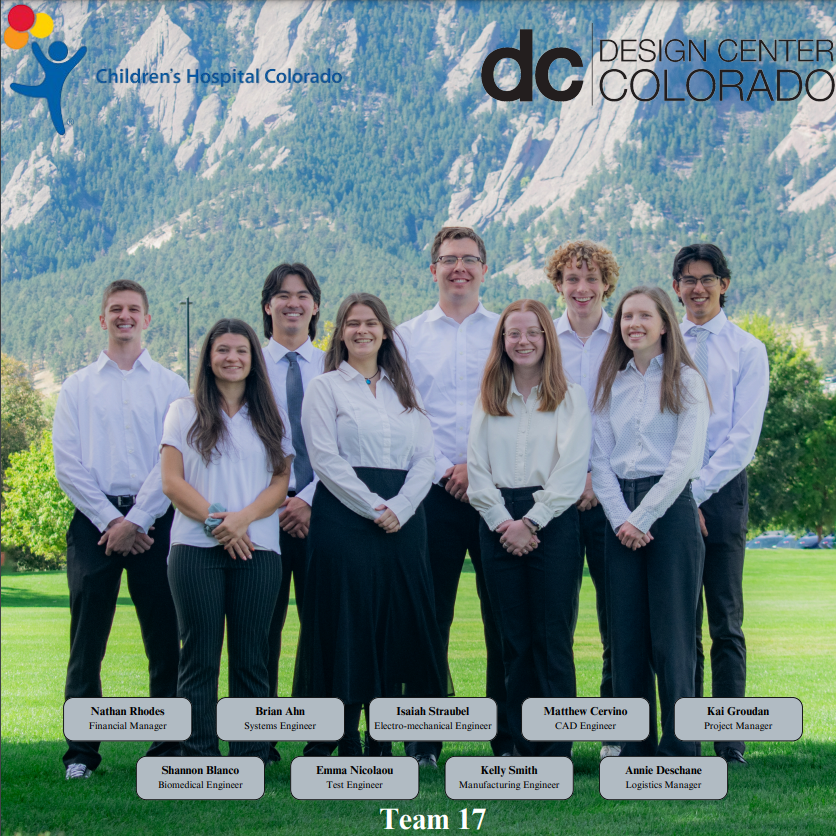 Children's Hospital Colorado
dc DESIGN CENTER
COLORADO
Nathan Rhodes
Financial Manager
Brian Ahn
Systems Engineer
Isaiah Straubel
Electro-mechanical Engineer
Matthew Cervino
CAD Engineer
Kai Groudan
Project Manager
Shannon Blanco
Biomedical Engineer
Emma Nicolaou
Test Engineer
Kelly Smith
Manufacturing Engineer
Annie Deschane
Logistics Manager
Team 17